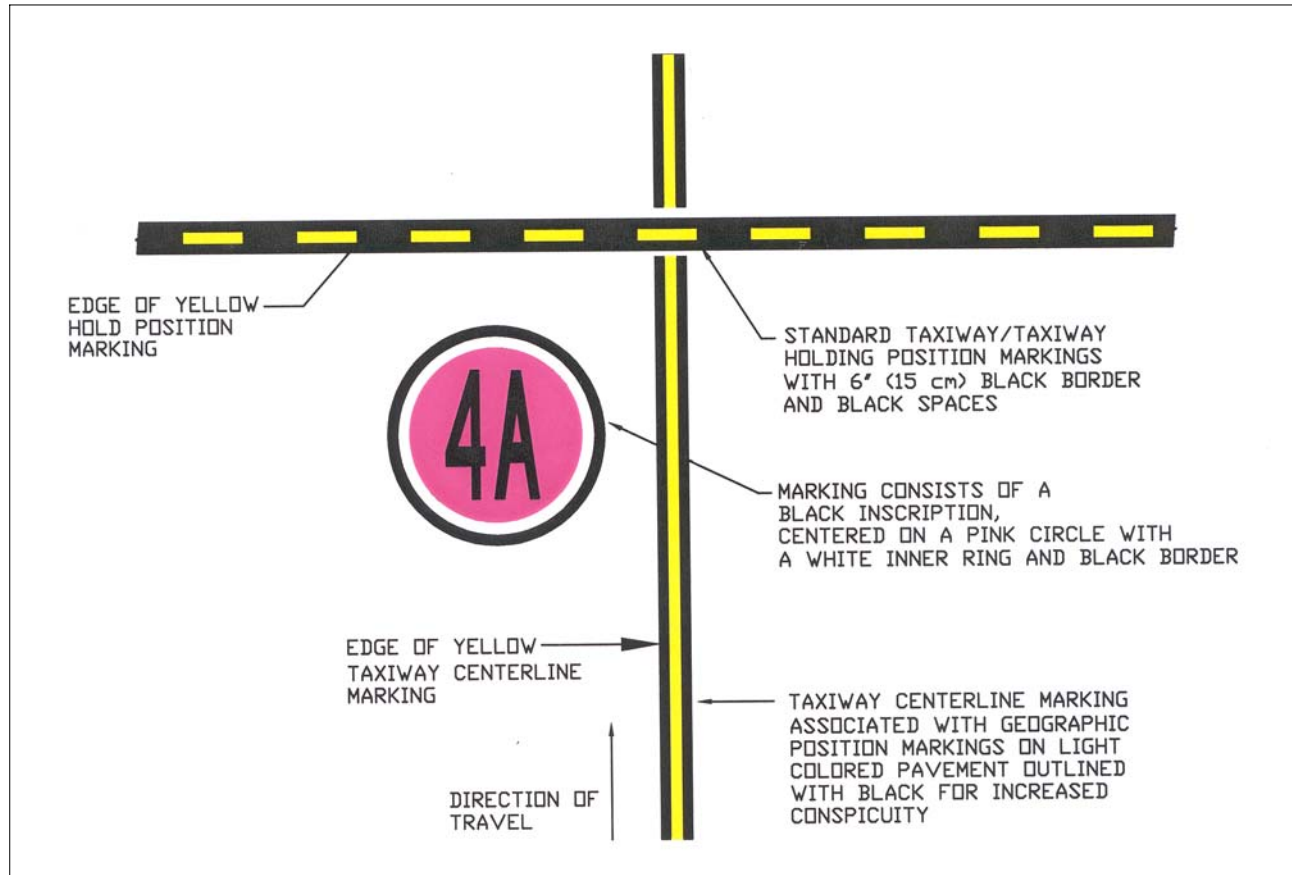 EDGE OF YELLOW
HOLD POSITION
MARKING
STANDARD TAXIWAY/TAXIWAY
HOLDING POSITION MARKINGS
WITH 6" (15 cm) BLACK BORDER
AND BLACK SPACES
4A
MARKING CONSISTS OF A
BLACK INSCRIPTION,
CENTERED ON A PINK CIRCLE WITH
A WHITE INNER RING AND BLACK BORDER
EDGE OF YELLOW
TAXIWAY CENTERLINE
MARKING
TAXIWAY CENTERLINE MARKING
ASSOCIATED WITH GEOGRAPHIC
POSITION MARKINGS ON LIGHT
COLORED PAVEMENT OUTLINED
WITH BLACK FOR INCREASED
CONSPICUITY
DIRECTION OF
TRAVEL